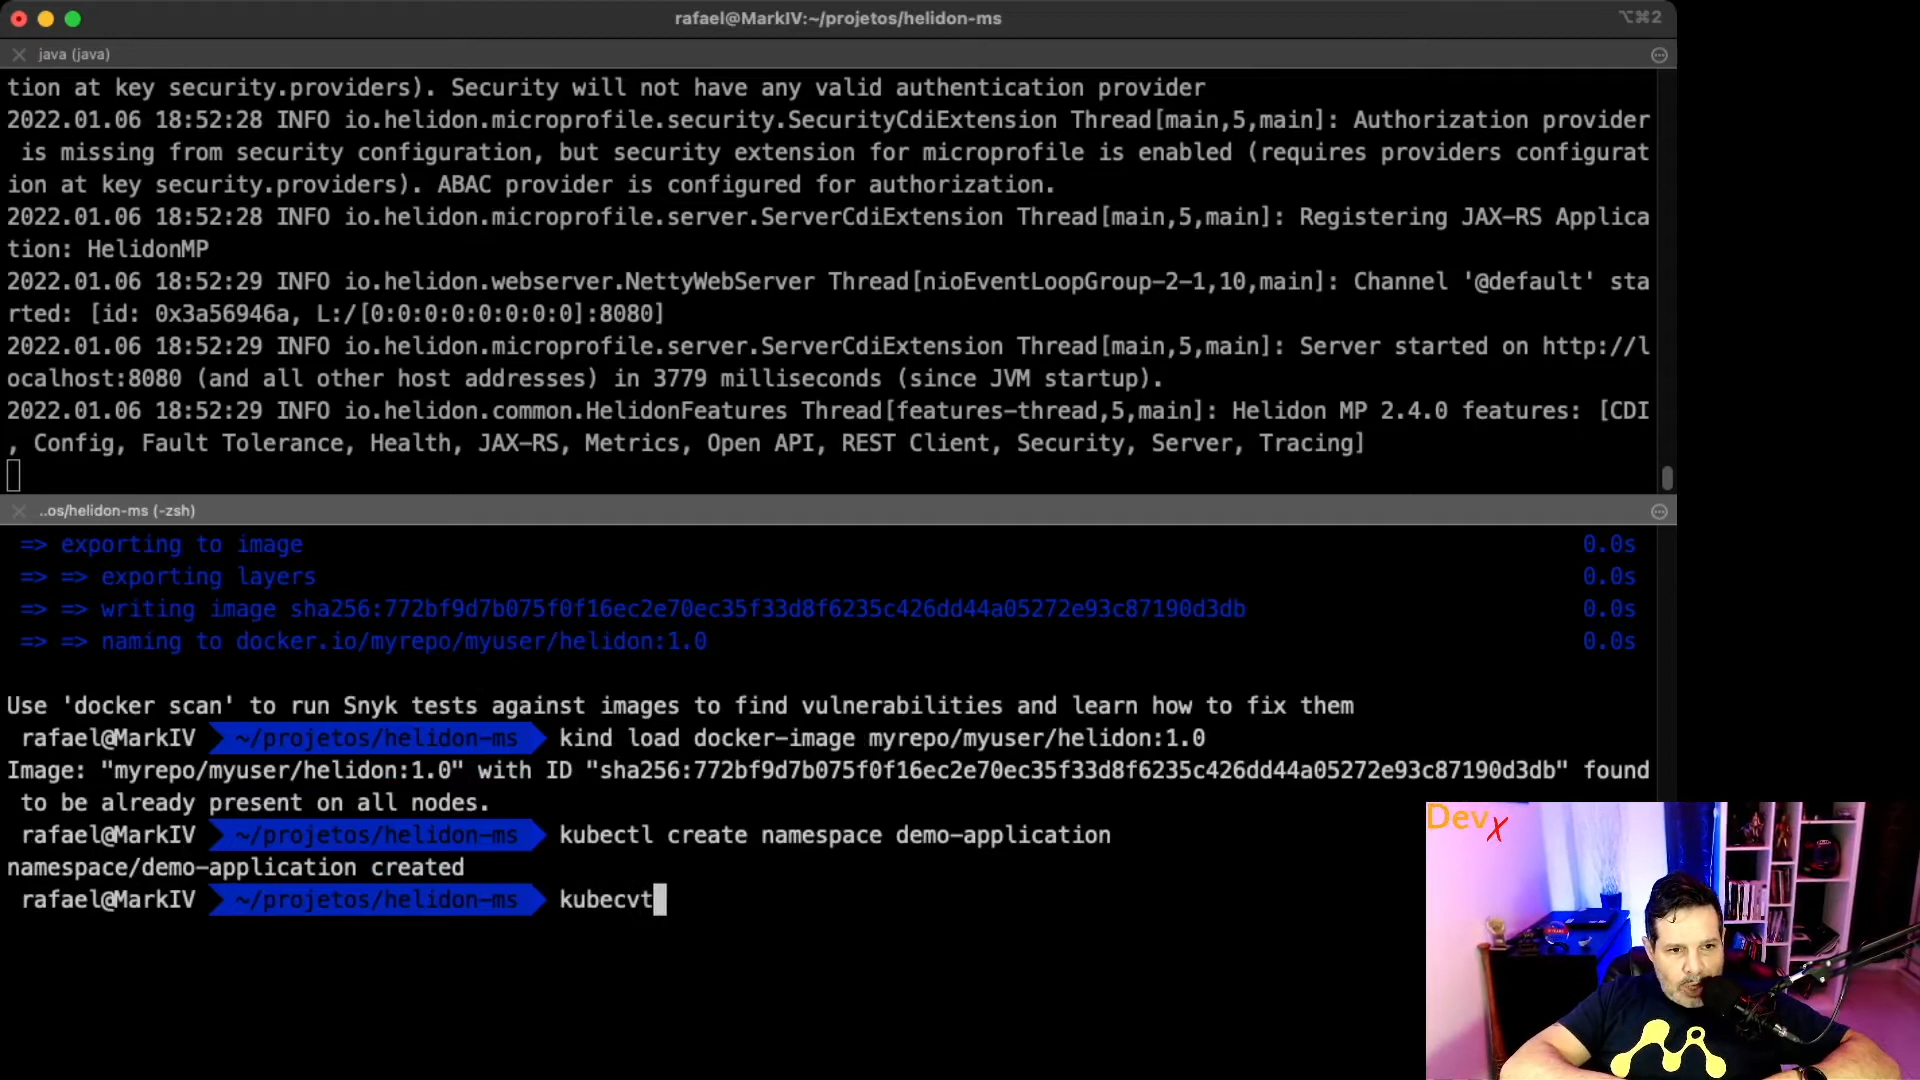 rafael@MarkIV:~/projetos/helidon-ms
⌥⌘2
java (java)
tion at key security.providers). Security will not have any valid authentication provider
2022.01.06 18:52:28 INFO io.helidon.microprofile.security.SecurityCdiExtension Thread[main,5,main]: Authorization provider
is missing from security configuration, but security extension for microprofile is enabled (requires providers configurat
ion at key security.providers). ABAC provider is configured for authorization.
2022.01.06 18:52:28 INFO io.helidon.microprofile.server.ServerCdiExtension Thread[main,5,main]: Registering JAX-RS Applica
tion: HelidonMP
2022.01.06 18:52:29 INFO io.helidon.webserver.NettyWebServer Thread[nioEventLoopGroup-2-1,10,main]: Channel '@default' sta
rted: [id: 0x3a56946a, L:/[0:0:0:0:0:0:0:0]:8080]
2022.01.06 18:52:29 INFO io.helidon.microprofile.server.ServerCdiExtension Thread[main,5,main]: Server started on http://l
ocalhost:8080 (and all other host addresses) in 3779 milliseconds (since JVM startup).
2022.01.06 18:52:29 INFO io.helidon.common.HelidonFeatures Thread[features-thread,5,main]: Helidon MP 2.4.0 features: [CDI
, Config, Fault Tolerance, Health, JAX-RS, Metrics, Open API, REST Client, Security, Server, Tracing]
..os/helidon-ms (-zsh)
=> exporting to image 0.0s
=> => exporting layers 0.0s
=> => writing image sha256:772bf9d7b075f0f16ec2e70ec35f33d8f6235c426dd44a05272e93c87190d3db 0.0s
=> => naming to docker.io/myrepo/myuser/helidon:1.0 0.0s
Use 'docker scan' to run Snyk tests against images to find vulnerabilities and learn how to fix them
rafael@MarkIV ~/projetos/helidon-ms kind load docker-image myrepo/myuser/helidon:1.0
Image: "myrepo/myuser/helidon:1.0" with ID "sha256:772bf9d7b075f0f16ec2e70ec35f33d8f6235c426dd44a05272e93c87190d3db" found
to be already present on all nodes.
rafael@MarkIV ~/projetos/helidon-ms kubectl create namespace demo-application
namespace/demo-application created
rafael@MarkIV ~/projetos/helidon-ms kubecvt
DevX